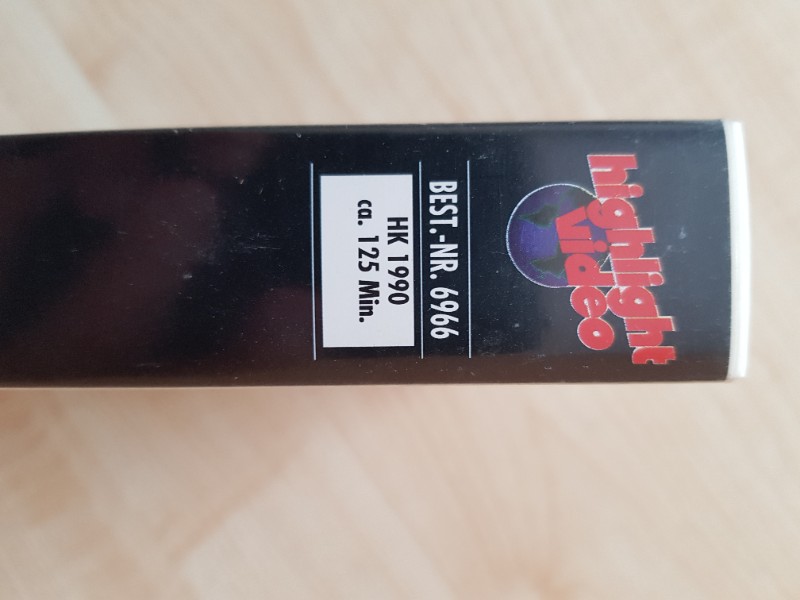 highlight
video
BEST.-NR. 6966
HK 1990
ca. 125 Min.